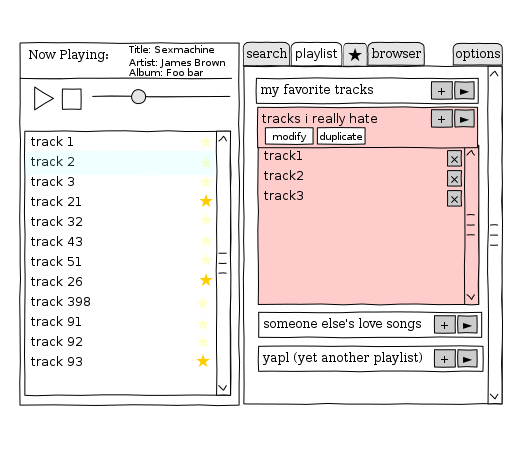 Now Playing:
Title: Sexmachine
Artist: James Brown
Album: Foo bar
track 1
track 2
track 3
track 21
track 32
track 43
track 51
track 26
track 398
track 91
track 92
track 93
search playlist browser options
my favorite tracks +
tracks i really hate +
modify duplicate
track1 x
track2 x
track3 x
someone else's love songs +
yapl (yet another playlist) +